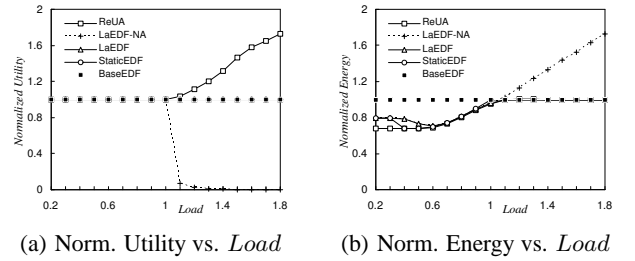 2
1.6
1.2
0.8
0.4
0
Normalized Utility
ReUA
LaEDF-NA
LaEDF
StaticEDF
BaseEDF
0.2 0.6 1 1.4 1.8
Load
(a) Norm. Utility vs. Load
2
1.6
1.2
0.8
0.4
0
Normalized Energy
ReUA
LaEDF-NA
LaEDF
StaticEDF
BaseEDF
0.2 0.6 1 1.4 1.8
Load
(b) Norm. Energy vs. Load